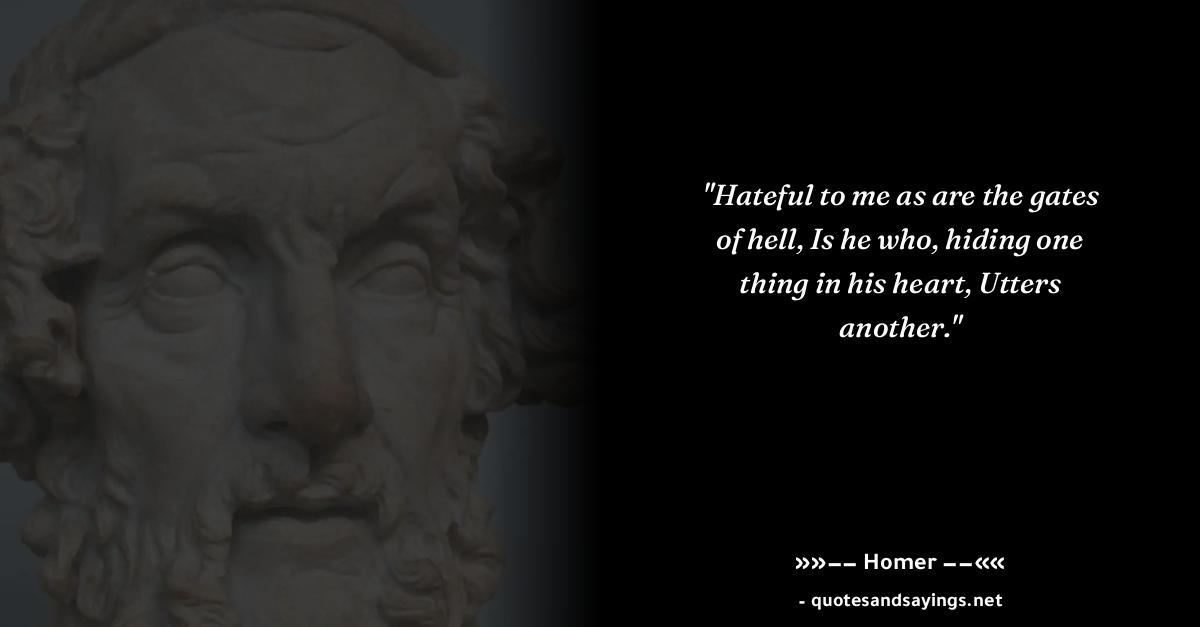 "Hateful to me as are the gates
of hell, Is he who, hiding one
thing in his heart, Utters
another."
»»−− Homer −−««
- quotesandsayings.net